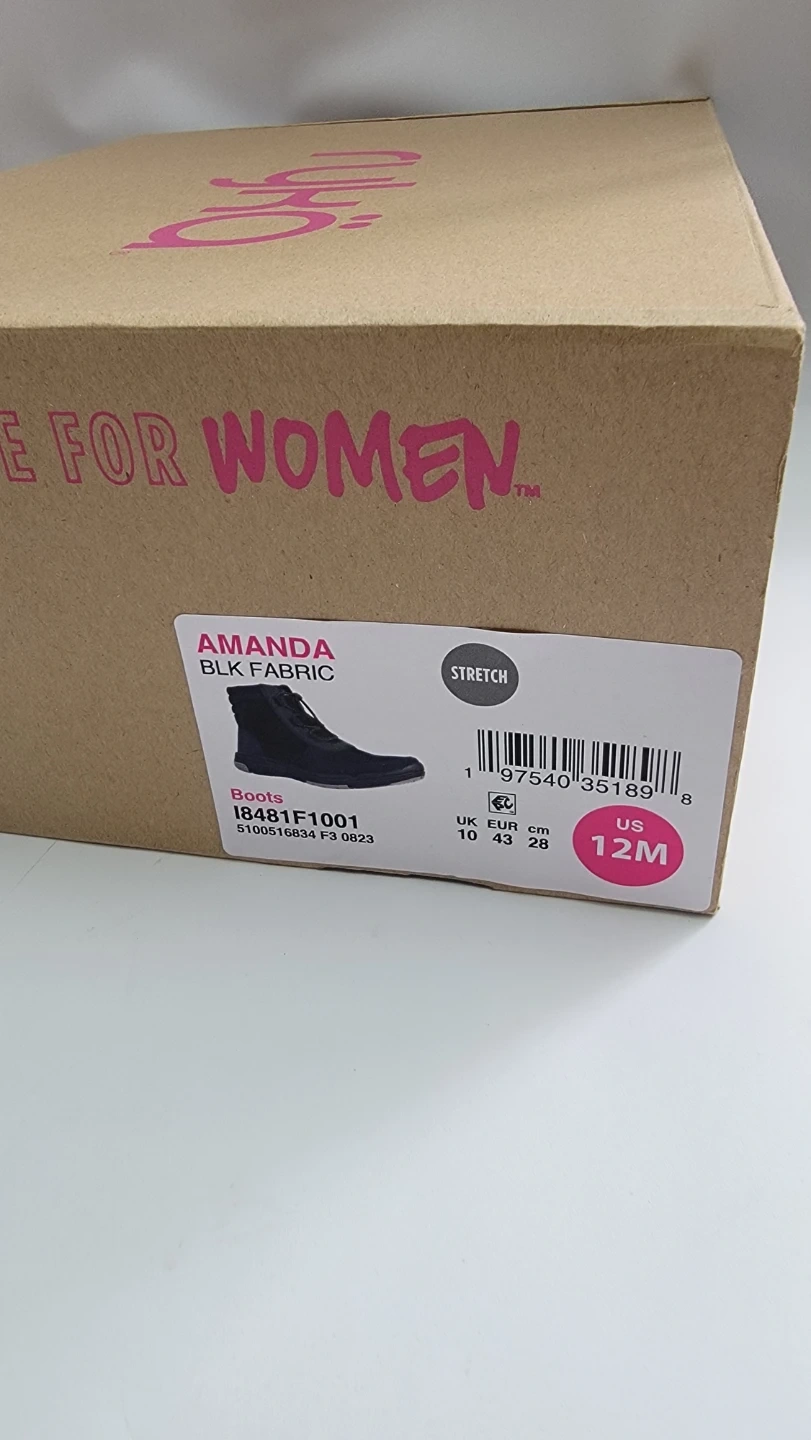 rykä
E FOR WOMEN™
AMANDA
BLK FABRIC
STRETCH
1 97540 35189 8
Boots
I8481F1001
5100516834 F3 0823
UK EUR cm
10 43 28
US
12M